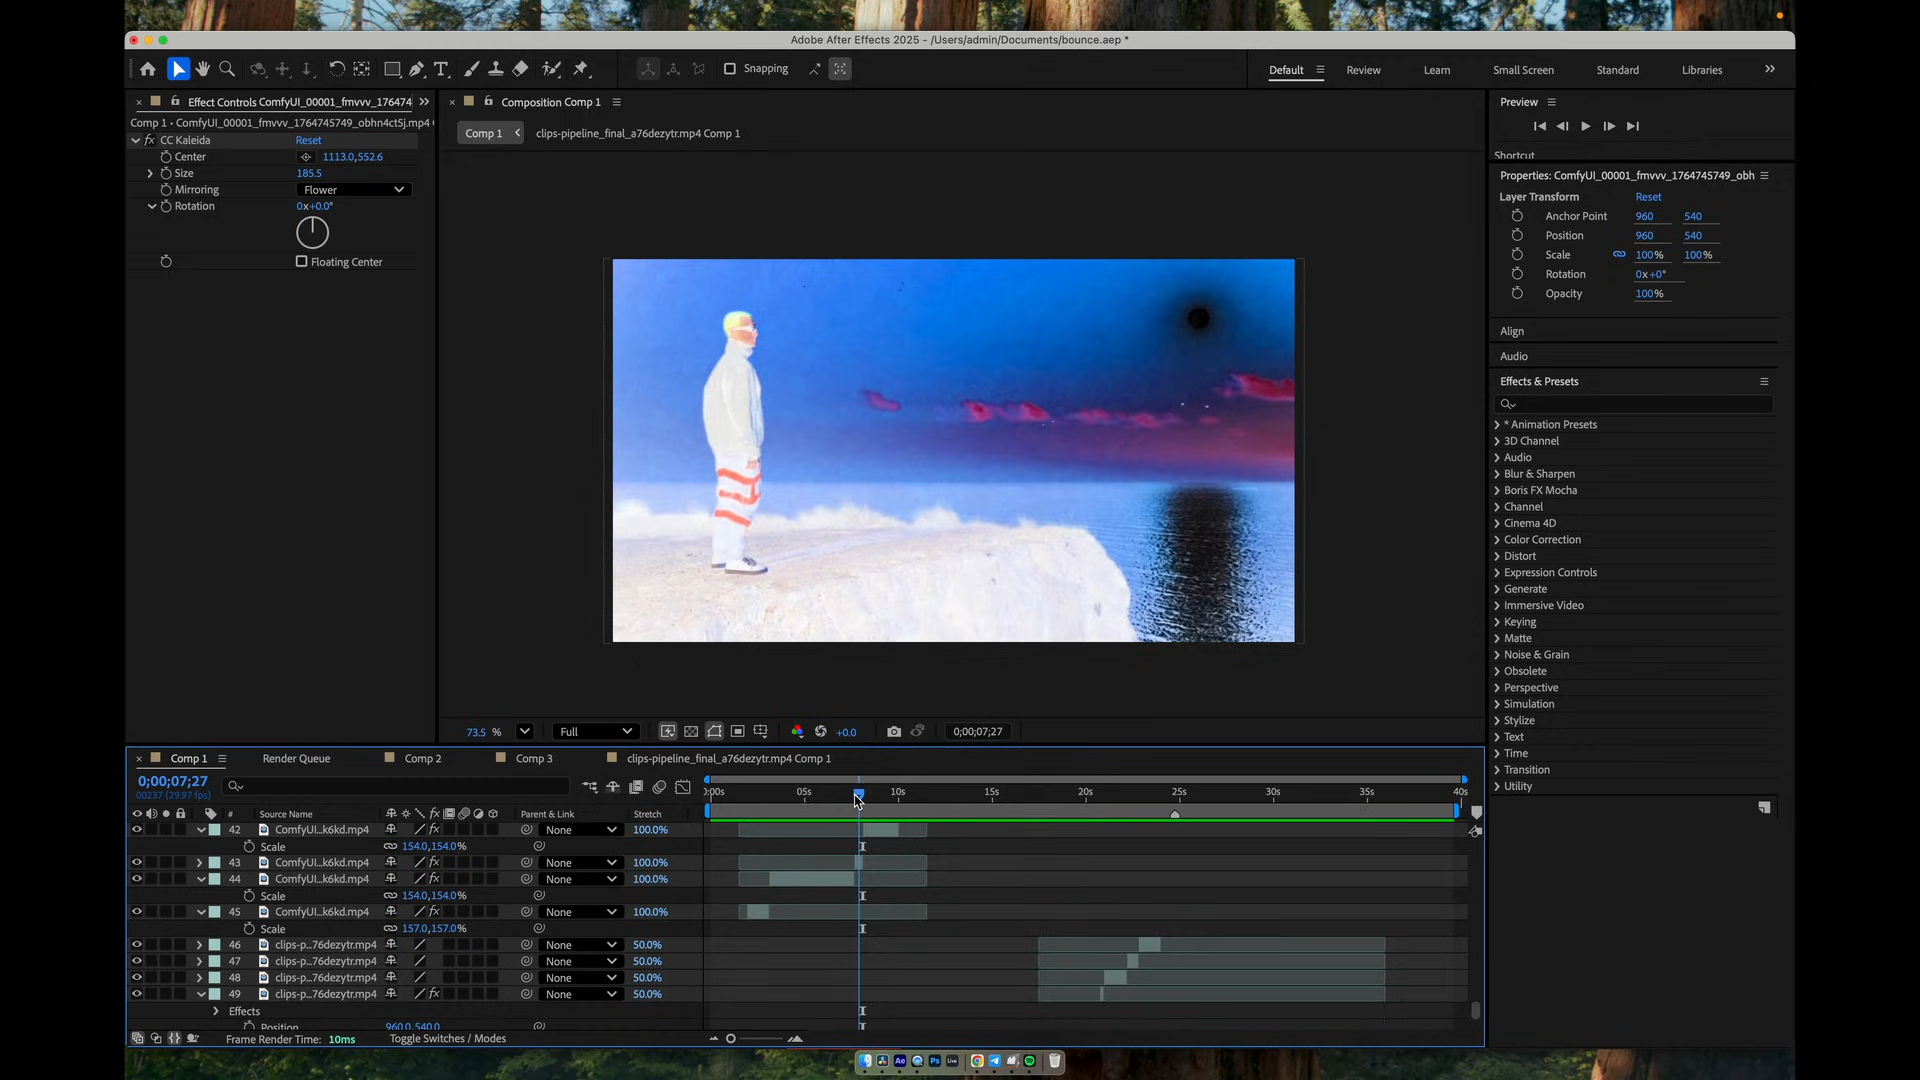 Adobe After Effects 2025 - /Users/admin/Documents/bounce.aep *
Snapping
Default
Review
Learn
Small Screen
Standard
Libraries
Effect Controls ComfyUI_00001_fmvvv_176474
Comp 1 · ComfyUI_00001_fmvvv_1764745749_obhn4ct5j.mp4
fx CC Kaleida Reset
Center 1113.0,552.6
Size 185.5
Mirroring Flower
Rotation 0x+0.0°
Floating Center
Composition Comp 1
Comp 1 clips-pipeline_final_a76dezytr.mp4 Comp 1
73.5 % Full +0.0 0;00;07;27
Preview
Shortcut
Properties: ComfyUI_00001_fmvvv_1764745749_obh
Layer Transform Reset
Anchor Point 960 540
Position 960 540
Scale 100% 100%
Rotation 0x+0°
Opacity 100%
Align
Audio
Effects & Presets
* Animation Presets
3D Channel
Audio
Blur & Sharpen
Boris FX Mocha
Channel
Cinema 4D
Color Correction
Distort
Expression Controls
Generate
Immersive Video
Keying
Matte
Noise & Grain
Obsolete
Perspective
Simulation
Stylize
Text
Time
Transition
Utility
Comp 1 Render Queue Comp 2 Comp 3 clips-pipeline_final_a76dezytr.mp4 Comp 1
0;00;07;27
00237 (29.97 fps)
:00s 05s 10s 15s 20s 25s 30s 35s 40s
# Source Name fx Parent & Link Stretch
42 ComfyUI...k6kd.mp4 fx None 100.0%
Scale 154.0,154.0%
43 ComfyUI...k6kd.mp4 fx None 100.0%
44 ComfyUI...k6kd.mp4 fx None 100.0%
Scale 154.0,154.0%
45 ComfyUI...k6kd.mp4 fx None 100.0%
Scale 157.0,157.0%
46 clips-p...76dezytr.mp4 None 50.0%
47 clips-p...76dezytr.mp4 None 50.0%
48 clips-p...76dezytr.mp4 None 50.0%
49 clips-p...76dezytr.mp4 fx None 50.0%
Effects
Position 960.0,540.0
Frame Render Time: 10ms Toggle Switches / Modes
Ae Ps Live